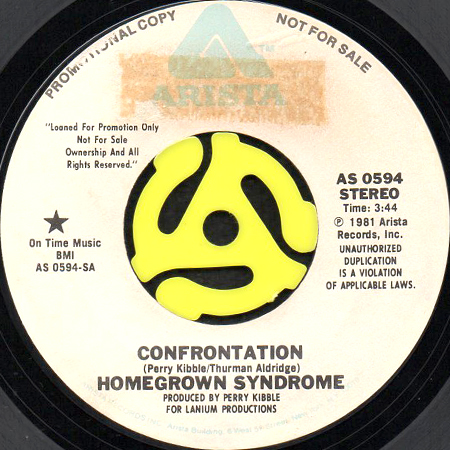 PROMOTIONAL COPY
NOT FOR SALE
ARISTA
"Loaned For Promotion Only
Not For Sale
Ownership And All
Rights Reserved."
On Time Music
BMI
AS 0594-SA
AS 0594
STEREO
Time: 3:44
℗ 1981 Arista
Records, Inc.
UNAUTHORIZED
DUPLICATION
IS A VIOLATION
OF APPLICABLE LAWS.
CONFRONTATION
(Perry Kibble/Thurman Aldridge)
HOMEGROWN SYNDROME
PRODUCED BY PERRY KIBBLE
FOR LANIUM PRODUCTIONS